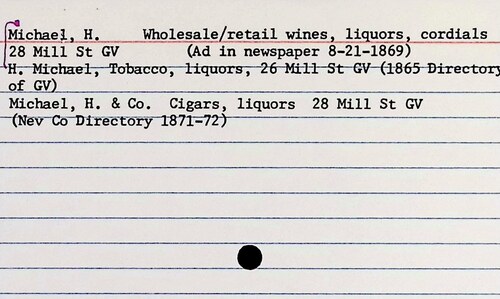 Michael, H.      Wholesale/retail wines, liquors, cordials
28 Mill St GV          (Ad in newspaper 8-21-1869)
H. Michael, Tobacco, liquors, 26 Mill St GV (1865 Directory
of GV)
Michael, H. & Co.  Cigars, liquors  28 Mill St GV
(Nev Co Directory 1871-72)